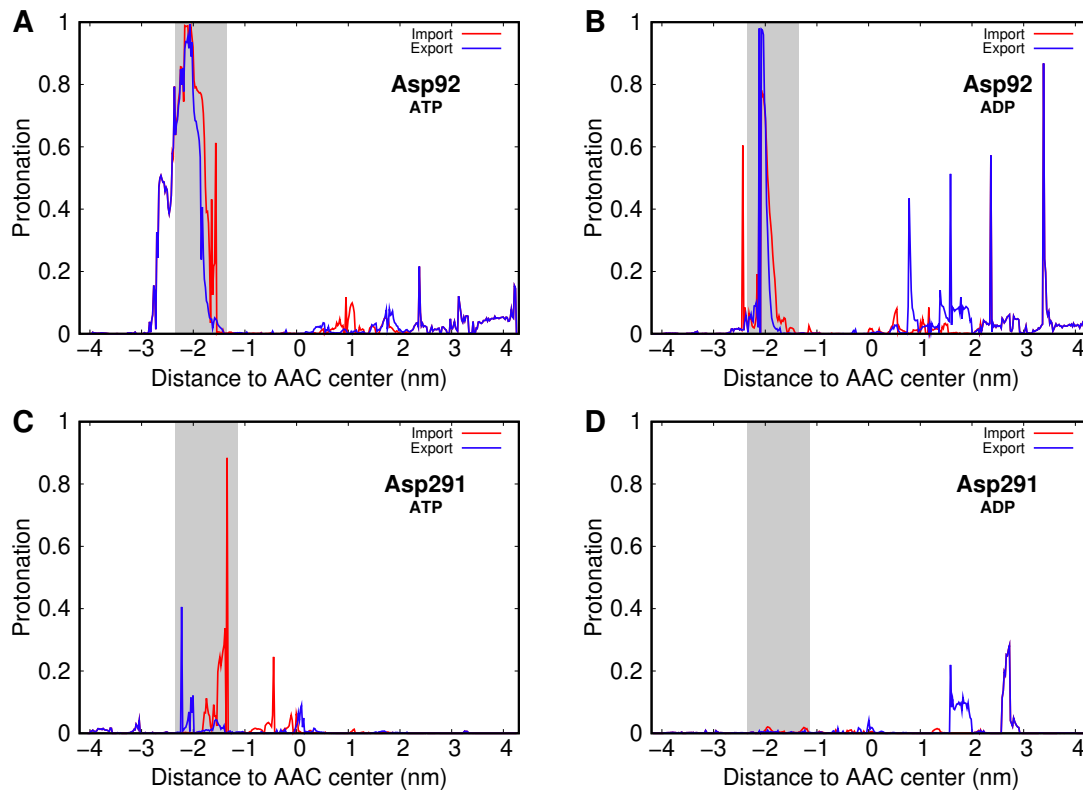 A
Import
Export
Asp92
ATP
Protonation
1
0.8
0.6
0.4
0.2
0
−4 −3 −2 −1 0 1 2 3 4
Distance to AAC center (nm)
B
Import
Export
Asp92
ADP
Protonation
1
0.8
0.6
0.4
0.2
0
−4 −3 −2 −1 0 1 2 3 4
Distance to AAC center (nm)
C
Import
Export
Asp291
ATP
Protonation
1
0.8
0.6
0.4
0.2
0
−4 −3 −2 −1 0 1 2 3 4
Distance to AAC center (nm)
D
Import
Export
Asp291
ADP
Protonation
1
0.8
0.6
0.4
0.2
0
−4 −3 −2 −1 0 1 2 3 4
Distance to AAC center (nm)